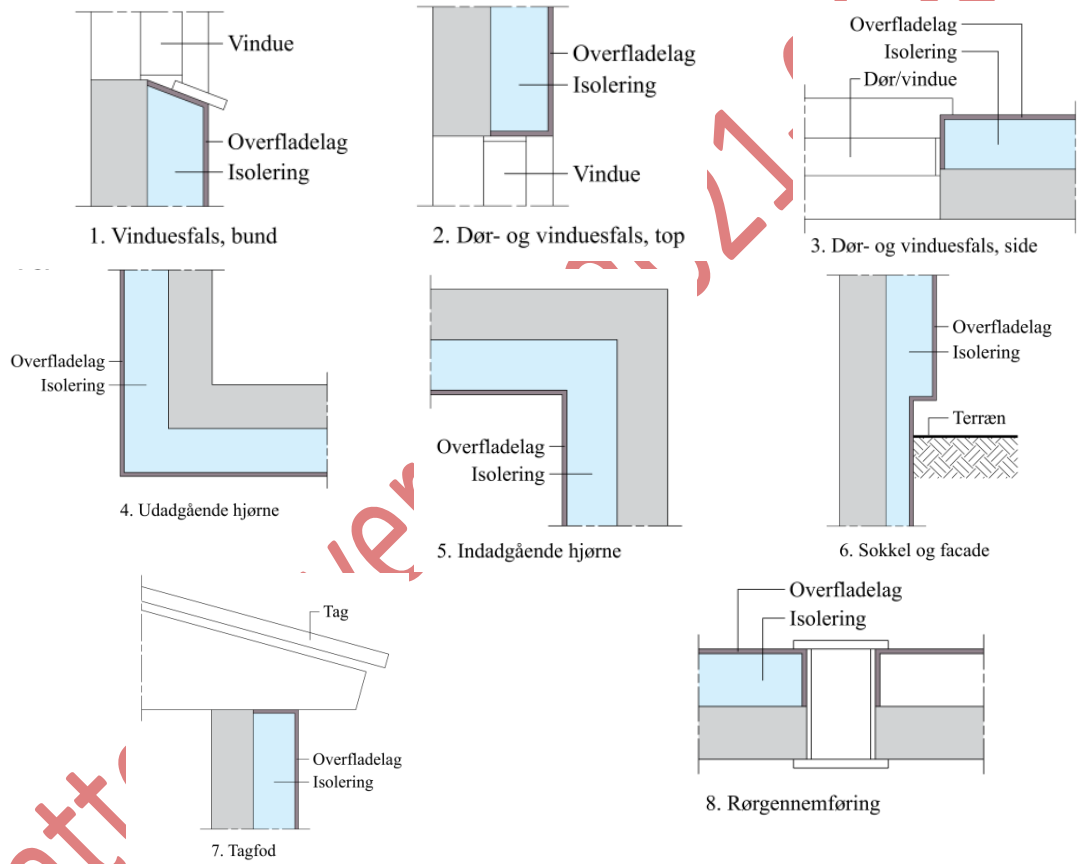 Vindue
Overfladelag
Isolering
1. Vinduesfals, bund
Overfladelag
Isolering
Vindue
2. Dør- og vinduesfals, top
Overfladelag
Isolering
Dør/vindue
3. Dør- og vinduesfals, side
Overfladelag
Isolering
4. Udadgående hjørne
Overfladelag
Isolering
5. Indadgående hjørne
Overfladelag
Isolering
Terræn
6. Sokkel og facade
Tag
Overfladelag
Isolering
7. Tagfod
Overfladelag
Isolering
8. Rørgennemføring